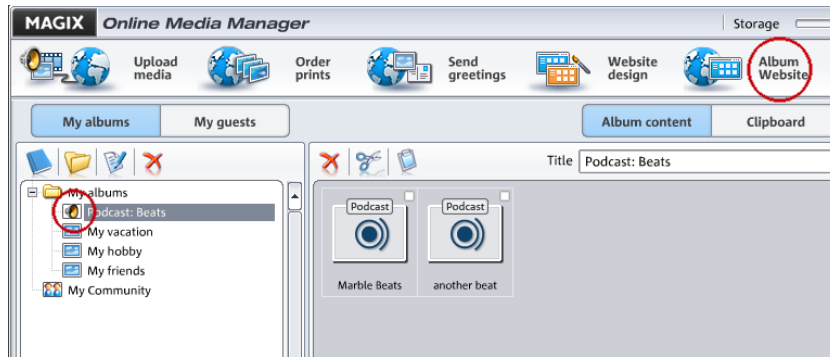 MAGIX Online Media Manager
Storage
Upload media
Order prints
Send greetings
Website design
Album Website
My albums
My guests
Album content
Clipboard
Title Podcast: Beats
My albums
Podcast: Beats
My vacation
My hobby
My friends
My Community
Podcast
Podcast
Marble Beats
another beat